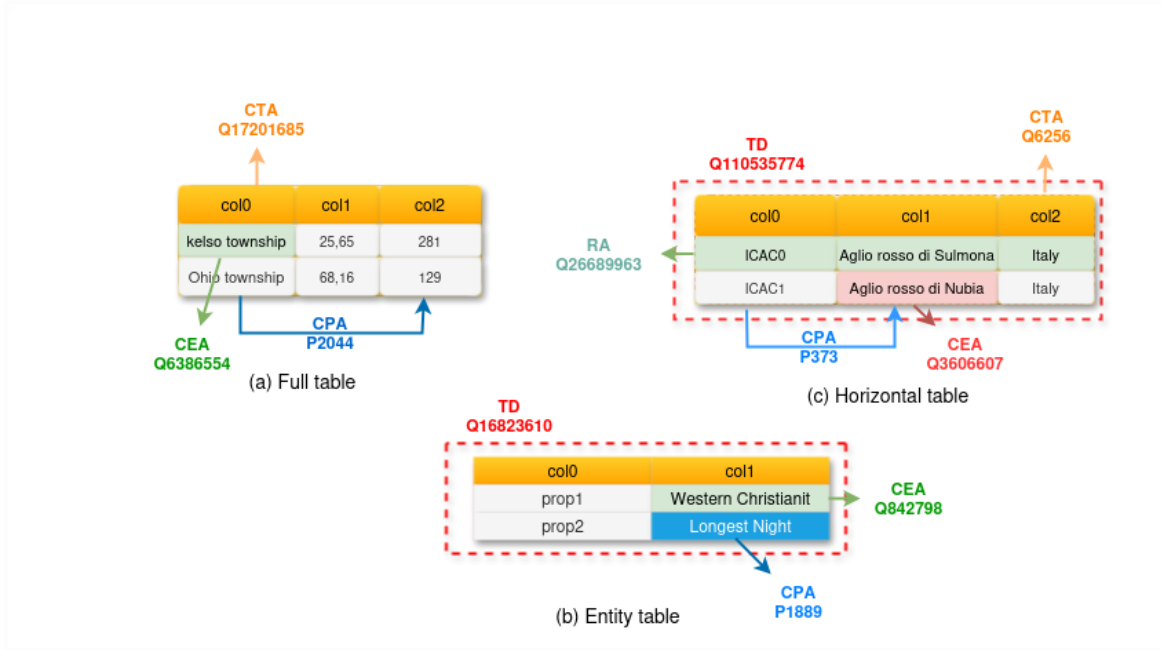 CTA
Q17201685
col0 col1 col2
kelso township 25,65 281
Ohio township 68,16 129
CPA
P2044
CEA
Q6386554
(a) Full table
CTA
Q6256
TD
Q110535774
col0 col1 col2
RA
Q26689963
ICAC0 Aglio rosso di Sulmona Italy
ICAC1 Aglio rosso di Nubia Italy
CPA
P373
CEA
Q3606607
(c) Horizontal table
TD
Q16823610
col0 col1
prop1 Western Christianit
prop2 Longest Night
CEA
Q842798
CPA
P1889
(b) Entity table